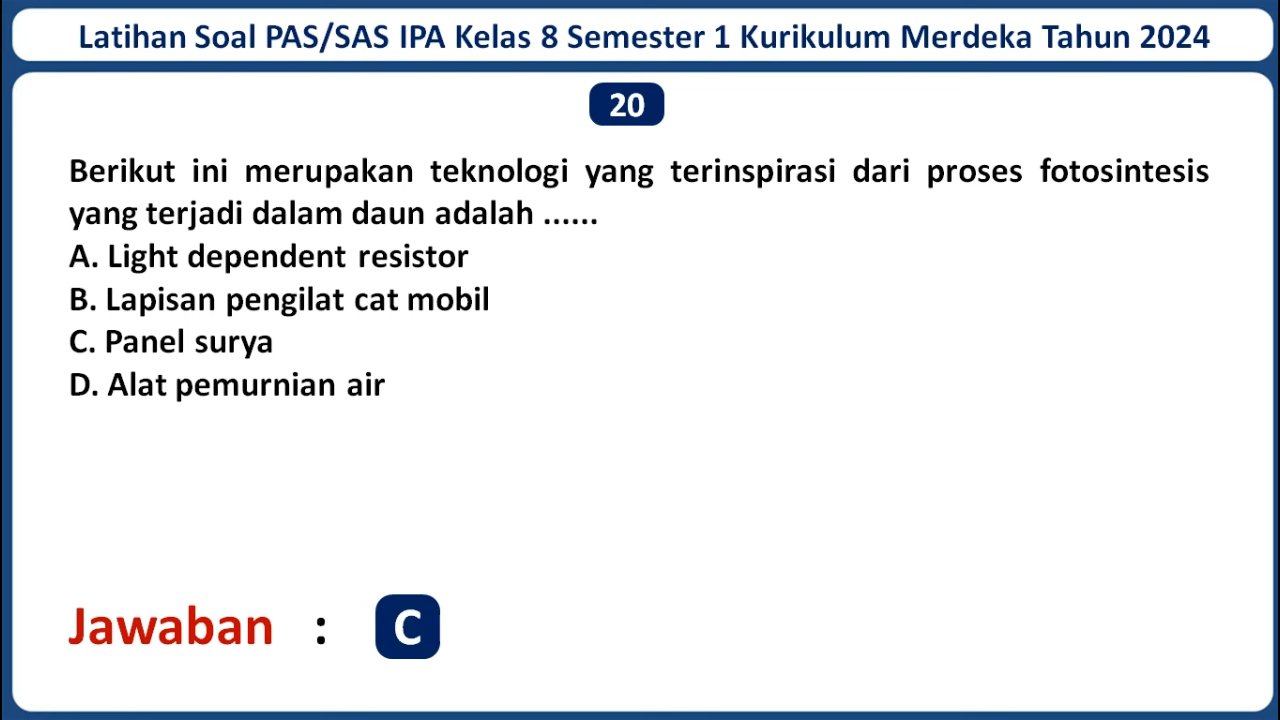 Latihan Soal PAS/SAS IPA Kelas 8 Semester 1 Kurikulum Merdeka Tahun 2024
20
Berikut ini merupakan teknologi yang terinspirasi dari proses fotosintesis
yang terjadi dalam daun adalah ......
A. Light dependent resistor
B. Lapisan pengilat cat mobil
C. Panel surya
D. Alat pemurnian air
Jawaban : C